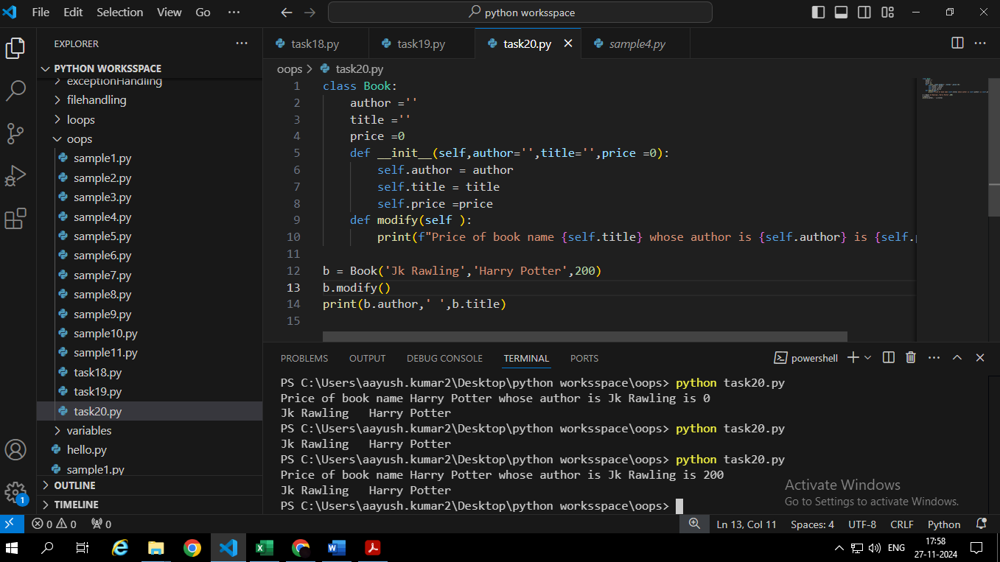 File Edit Selection View Go ···
python worksspace
EXPLORER
PYTHON WORKSSPACE
exceptionHandling
filehandling
loops
oops
sample1.py
sample2.py
sample3.py
sample4.py
sample5.py
sample6.py
sample7.py
sample8.py
sample9.py
sample10.py
sample11.py
task18.py
task19.py
task20.py
variables
hello.py
sample1.py
OUTLINE
TIMELINE
task18.py task19.py task20.py sample4.py
oops > task20.py
1 class Book:
2 author =''
3 title =''
4 price =0
5 def __init__(self,author='',title='',price =0):
6 self.author = author
7 self.title = title
8 self.price =price
9 def modify(self ):
10 print(f"Price of book name {self.title} whose author is {self.author} is {self.
11
12 b = Book('Jk Rawling','Harry Potter',200)
13 b.modify()
14 print(b.author,' ',b.title)
15
PROBLEMS OUTPUT DEBUG CONSOLE TERMINAL PORTS
powershell
PS C:\Users\aayush.kumar2\Desktop\python worksspace\oops> python task20.py
Price of book name Harry Potter whose author is Jk Rawling is 0
Jk Rawling   Harry Potter
PS C:\Users\aayush.kumar2\Desktop\python worksspace\oops> python task20.py
Jk Rawling   Harry Potter
PS C:\Users\aayush.kumar2\Desktop\python worksspace\oops> python task20.py
Price of book name Harry Potter whose author is Jk Rawling is 200
Jk Rawling   Harry Potter
PS C:\Users\aayush.kumar2\Desktop\python worksspace\oops>
Activate Windows
Go to Settings to activate Windows.
1
0 0 0
Ln 13, Col 11 Spaces: 4 UTF-8 CRLF Python
ENG
17:58
27-11-2024